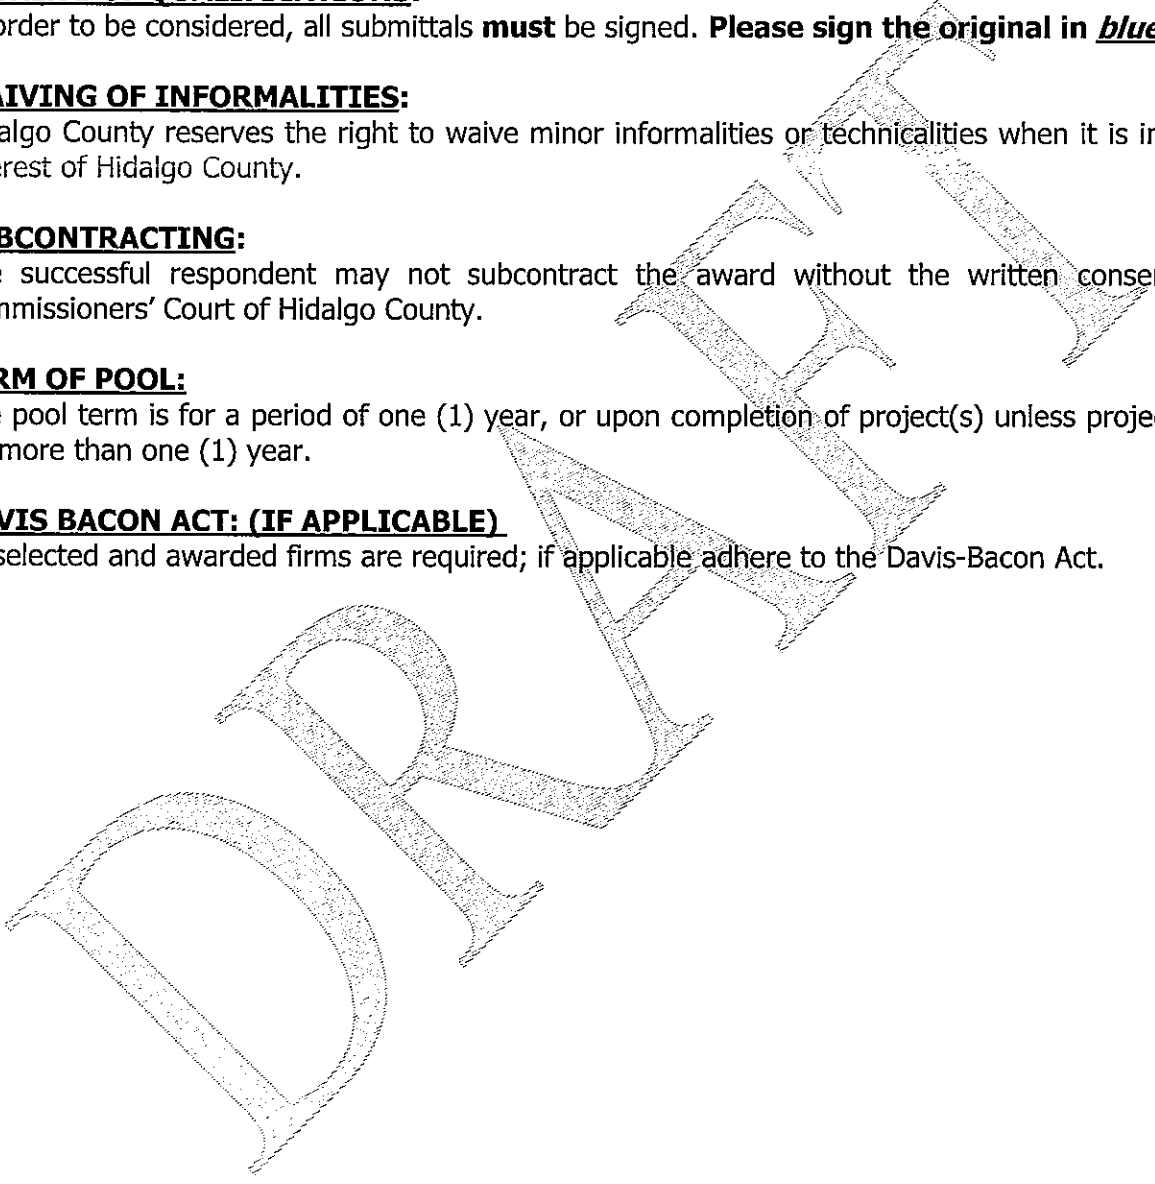 order to be considered, all submittals must be signed. Please sign the original in blue
AIVING OF INFORMALITIES:
algo County reserves the right to waive minor informalities or technicalities when it is in
erest of Hidalgo County.
BCONTRACTING:
e successful respondent may not subcontract the award without the written conser
mmissioners' Court of Hidalgo County.
RM OF POOL:
e pool term is for a period of one (1) year, or upon completion of project(s) unless projec
more than one (1) year.
VIS BACON ACT: (IF APPLICABLE)
selected and awarded firms are required; if applicable adhere to the Davis-Bacon Act.
DRAFT